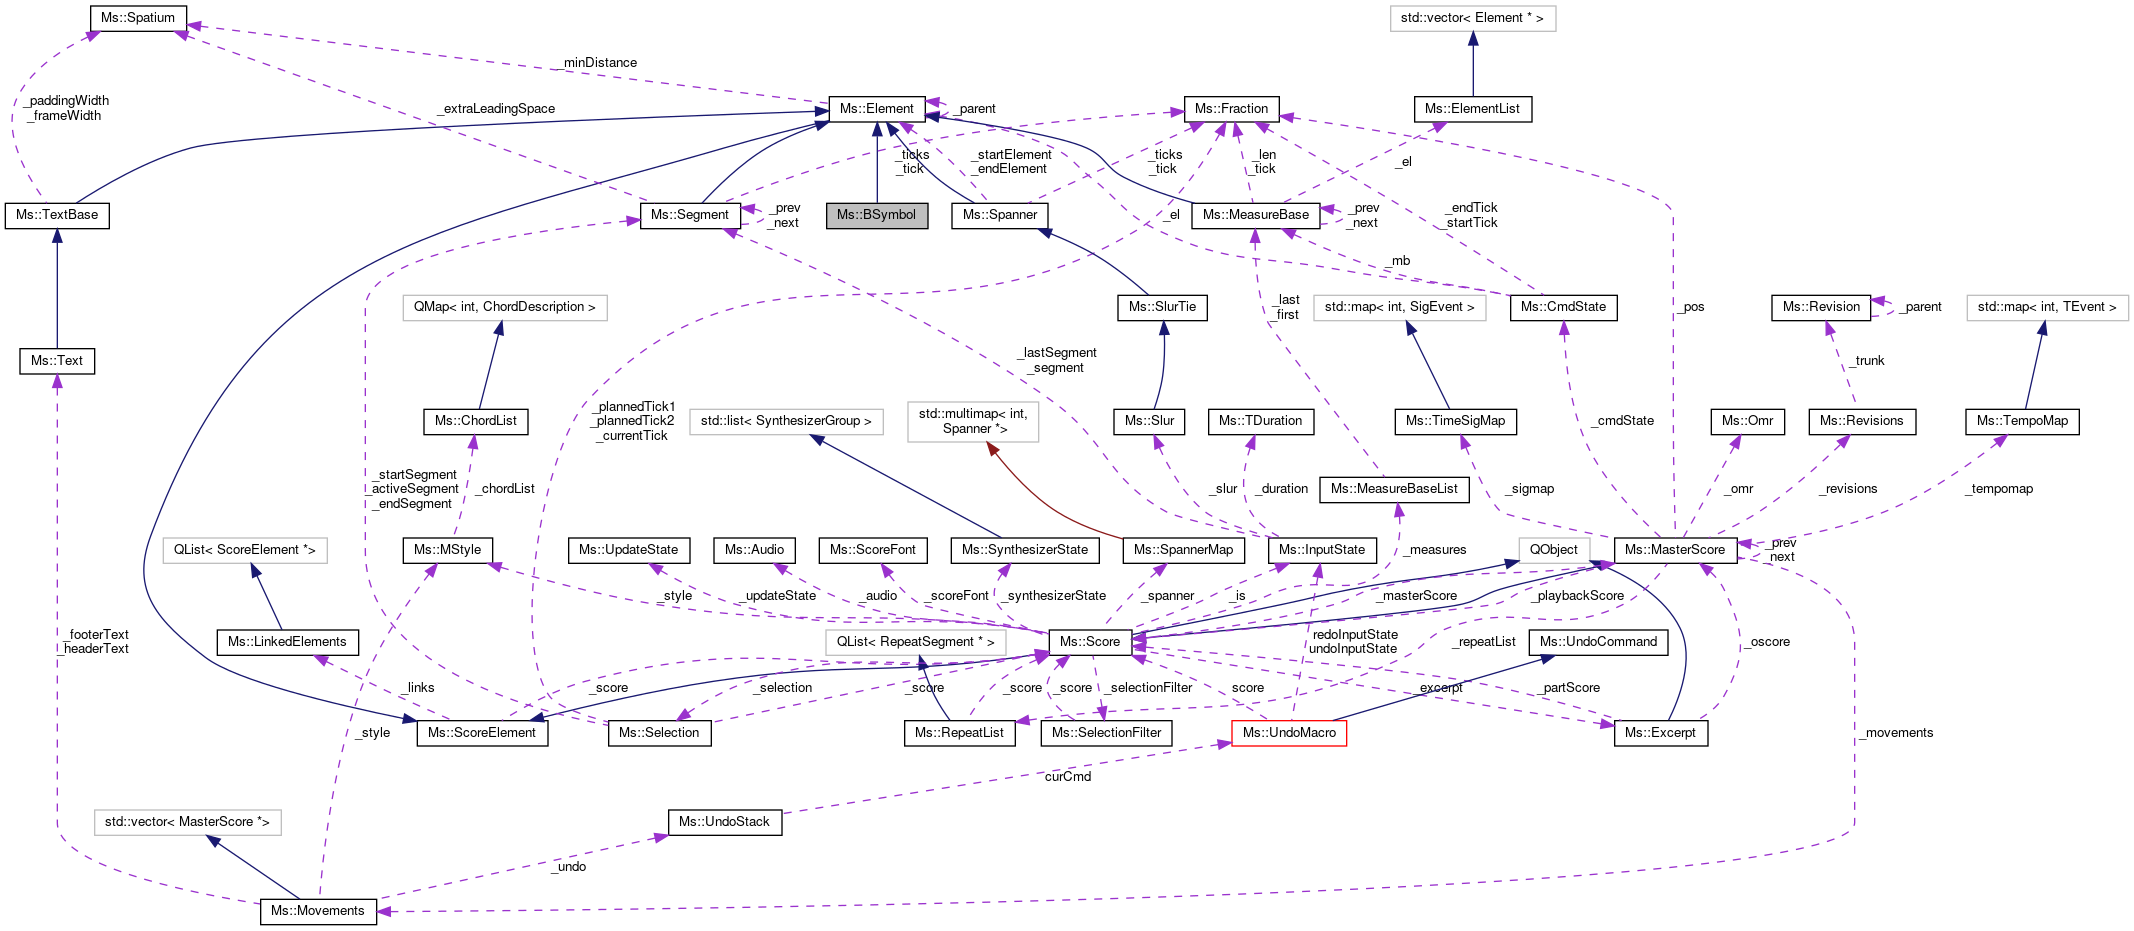 Ms::Spatium
std::vector< Element * >
_minDistance
_paddingWidth
_frameWidth
_extraLeadingSpace
Ms::Element
_parent
Ms::Fraction
Ms::ElementList
_ticks
_tick
_startElement
_endElement
_ticks
_tick
_len
_tick
_el
Ms::TextBase
Ms::Segment
_prev
_next
Ms::BSymbol
Ms::Spanner
_el
Ms::MeasureBase
_prev
_next
_endTick
_startTick
_mb
QMap< int, ChordDescription >
Ms::SlurTie
_last
_first
std::map< int, SigEvent >
Ms::CmdState
_pos
Ms::Revision
_parent
std::map< int, TEvent >
Ms::Text
_lastSegment
_segment
_trunk
_plannedTick1
_plannedTick2
_currentTick
Ms::ChordList
std::list< SynthesizerGroup >
std::multimap< int,
Spanner *>
Ms::Slur
Ms::TDuration
Ms::TimeSigMap
_cmdState
Ms::Omr
Ms::Revisions
Ms::TempoMap
_startSegment
_activeSegment
_endSegment
_chordList
_slur
_duration
Ms::MeasureBaseList
_sigmap
_omr
_revisions
_tempomap
QList< ScoreElement *>
Ms::MStyle
Ms::UpdateState
Ms::Audio
Ms::ScoreFont
Ms::SynthesizerState
Ms::SpannerMap
Ms::InputState
_measures
QObject
Ms::MasterScore
_prev
_next
_style
_updateState
_audio
_scoreFont
_synthesizerState
_spanner
_is
_masterScore
_playbackScore
_footerText
_headerText
Ms::LinkedElements
QList< RepeatSegment * >
Ms::Score
redoInputState
undoInputState
_repeatList
Ms::UndoCommand
_oscore
_links
_score
_selection
_score
_score
_score
_selectionFilter
score
_excerpt
_partScore
_style
Ms::ScoreElement
Ms::Selection
Ms::RepeatList
Ms::SelectionFilter
Ms::UndoMacro
Ms::Excerpt
_movements
curCmd
std::vector< MasterScore *>
Ms::UndoStack
_undo
Ms::Movements